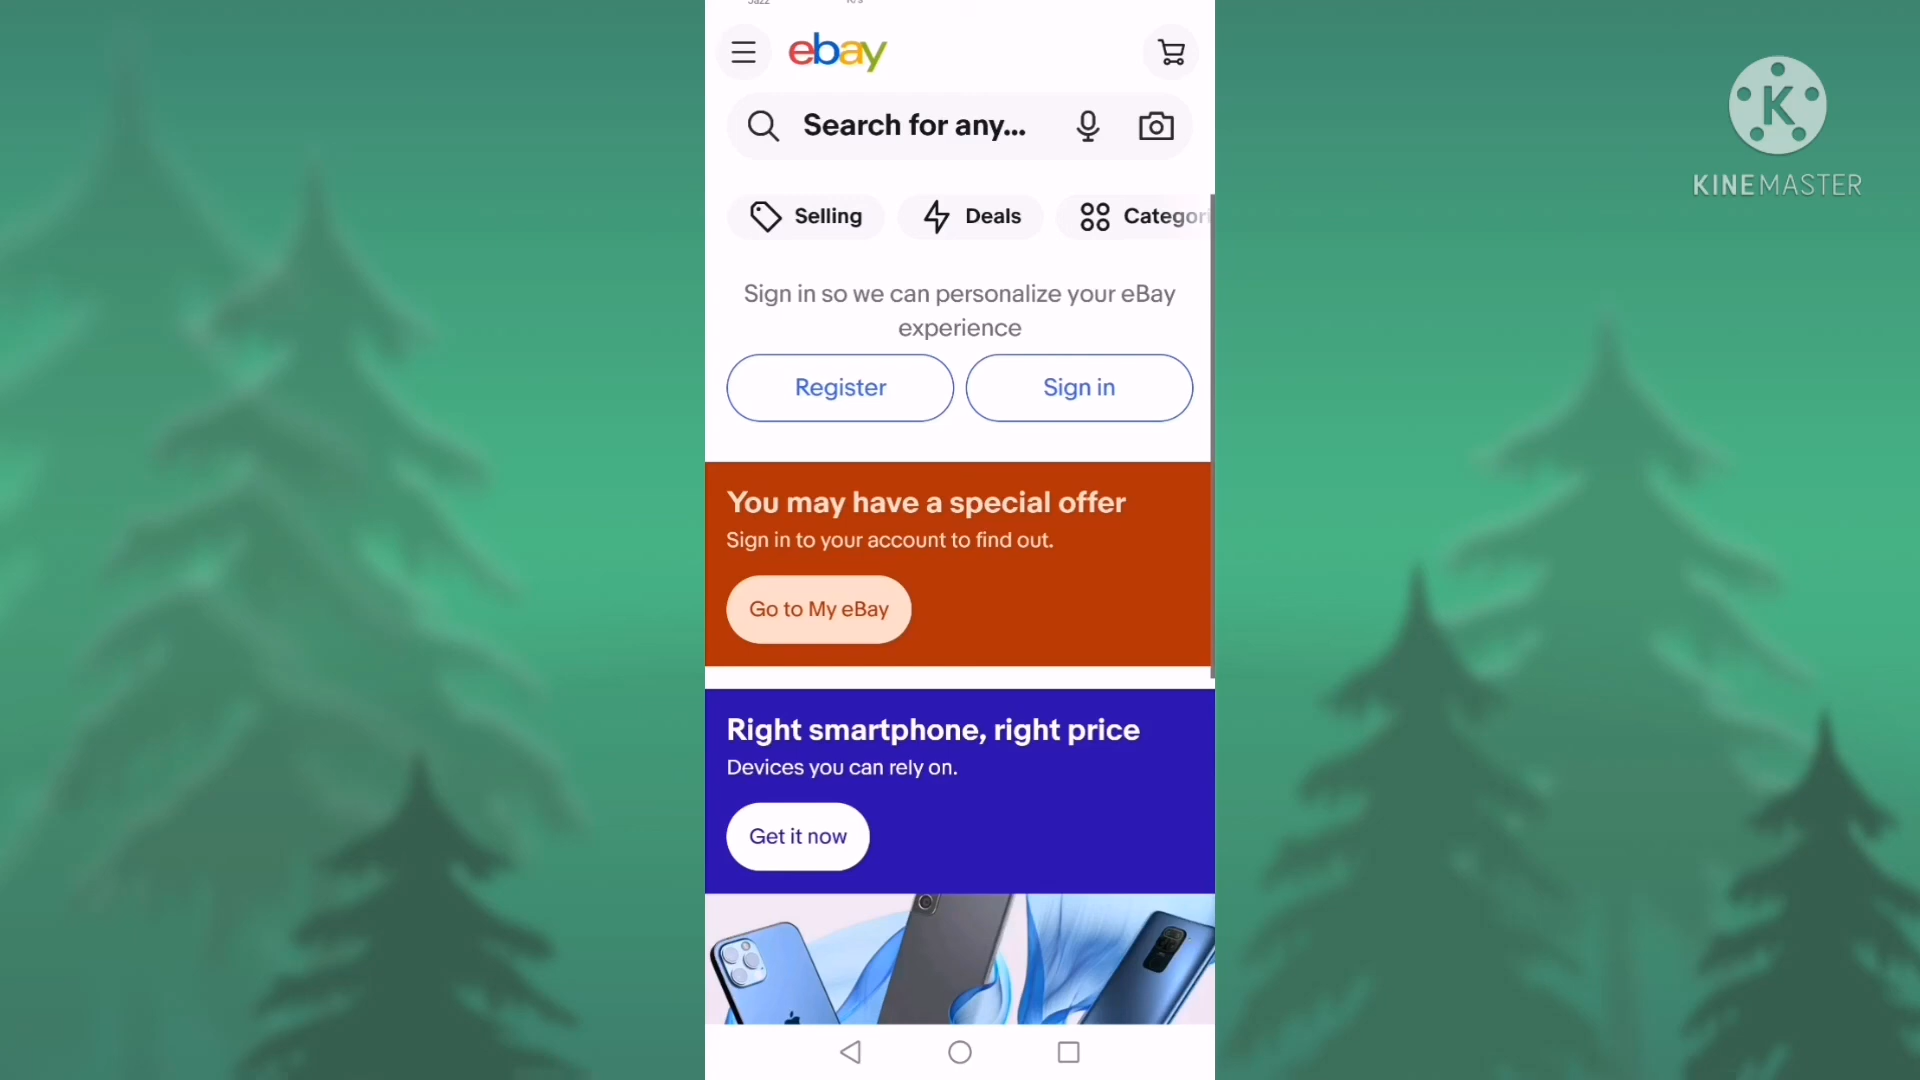 ebay
Search for any...
Selling
Deals
Categori
Sign in so we can personalize your eBay
experience
Register
Sign in
You may have a special offer
Sign in to your account to find out.
Go to My eBay
Right smartphone, right price
Devices you can rely on.
Get it now
K
KINEMASTER